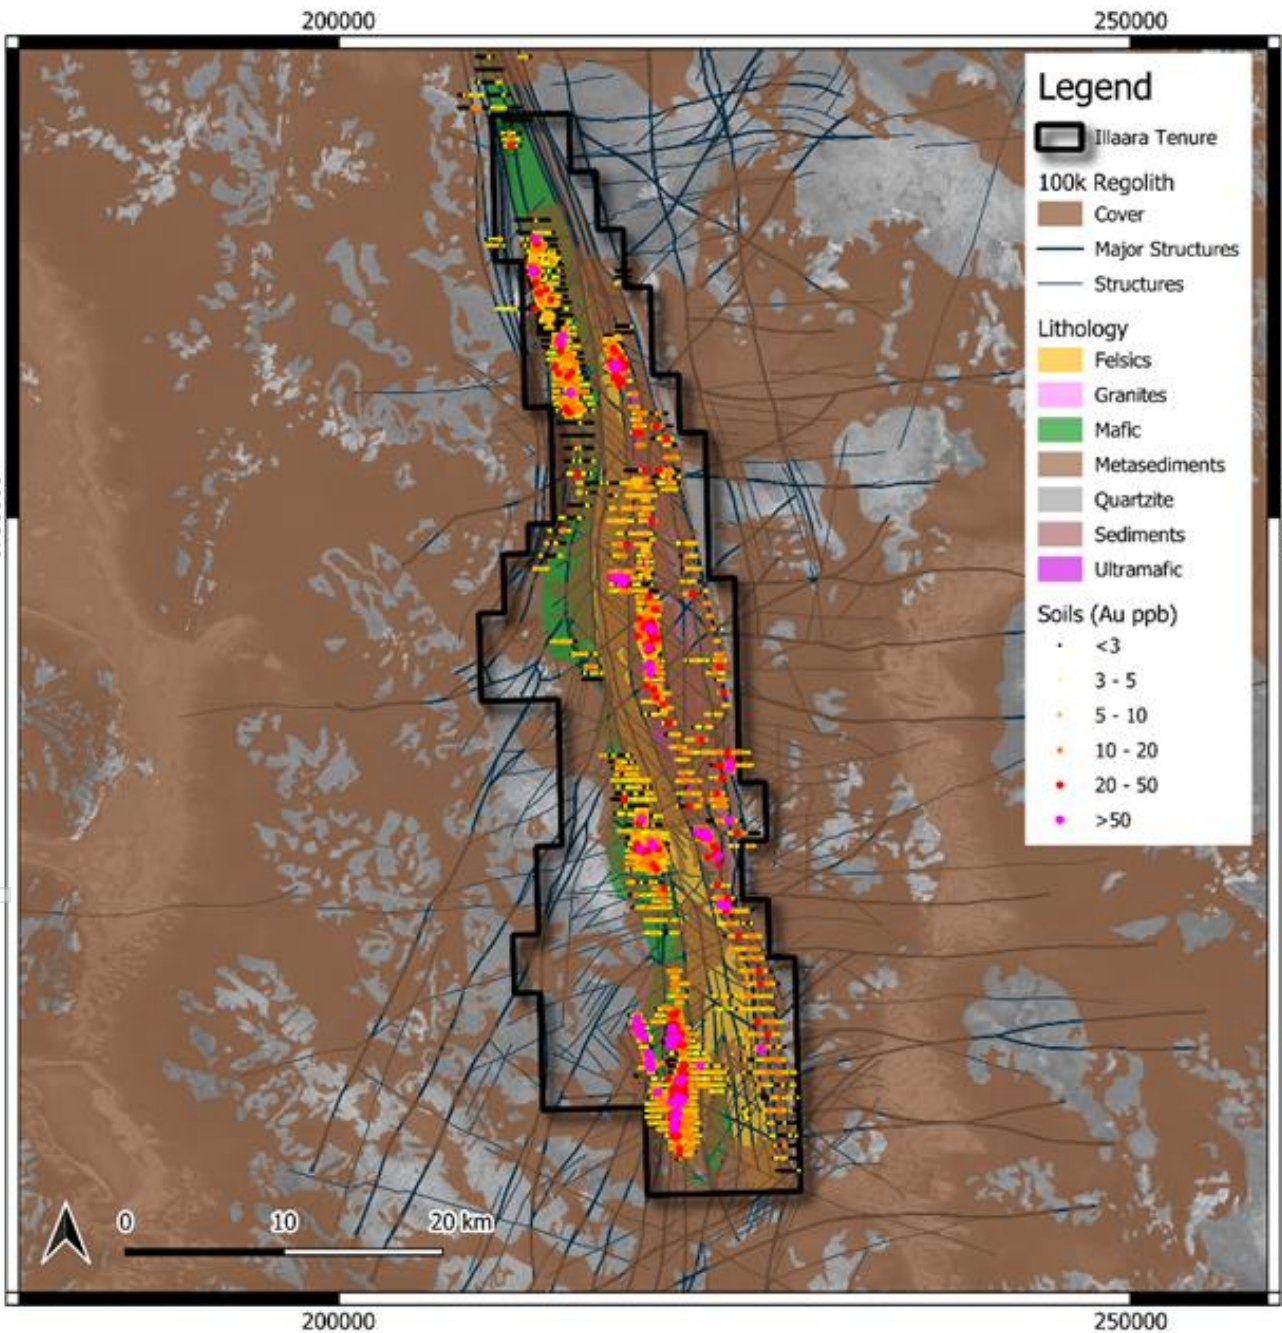 200000 250000
Legend
Illaara Tenure
100k Regolith
Cover
Major Structures
Structures
Lithology
Felsics
Granites
Mafic
Metasediments
Quartzite
Sediments
Ultramafic
Soils (Au ppb)
<3
3 - 5
5 - 10
10 - 20
20 - 50
>50
0 10 20 km
200000 250000